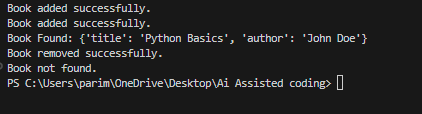 Book added successfully.
Book added successfully.
Book Found: {'title': 'Python Basics', 'author': 'John Doe'}
Book removed successfully.
Book not found.
PS C:\Users\parim\OneDrive\Desktop\Ai Assisted coding>